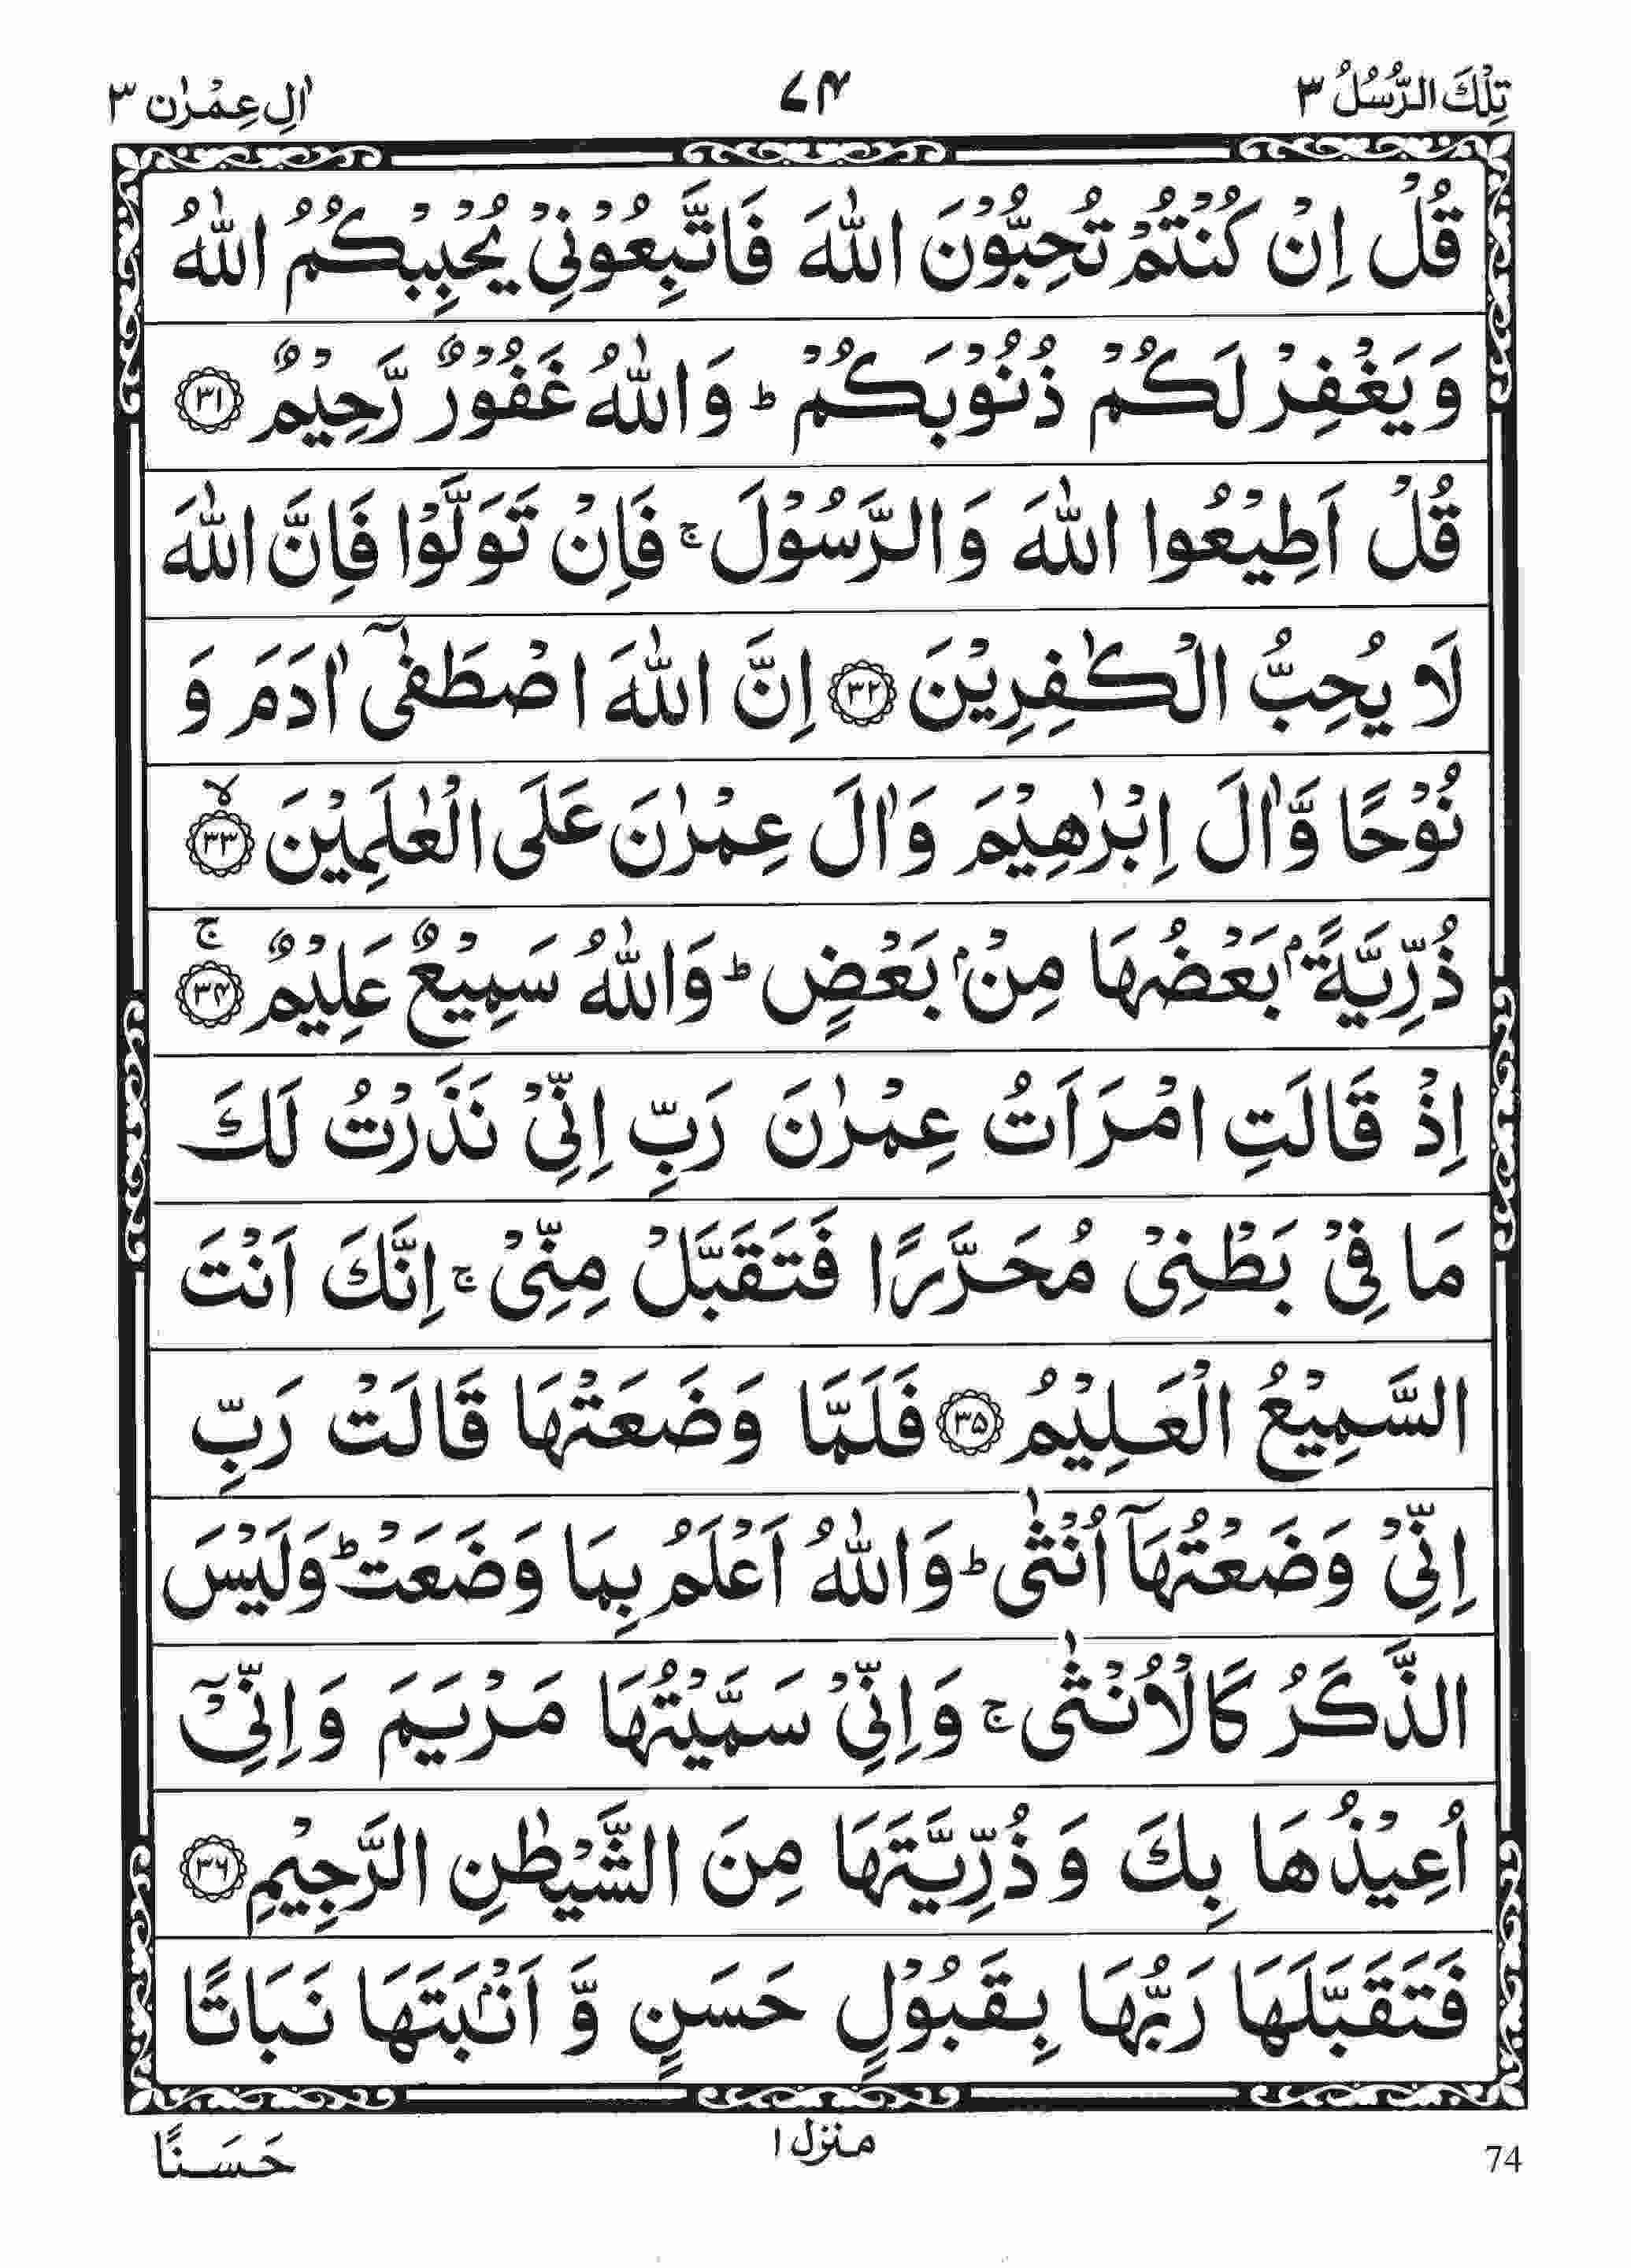 تِلْكَ الرُّسُلُ ٣ ٧۴ اٰلِ عِمْرٰن ٣
قُلْ اِنْ كُنْتُمْ تُحِبُّوْنَ اللّٰهَ فَاتَّبِعُوْنِيْ يُحْبِبْكُمُ اللّٰهُ
وَيَغْفِرْ لَكُمْ ذُنُوْبَكُمْ ؕ وَاللّٰهُ غَفُوْرٌ رَّحِيْمٌ ﴿۳۱﴾
قُلْ اَطِيْعُوا اللّٰهَ وَالرَّسُوْلَ ۚ فَاِنْ تَوَلَّوْا فَاِنَّ اللّٰهَ
لَا يُحِبُّ الْكٰفِرِيْنَ ﴿۳۲﴾ اِنَّ اللّٰهَ اصْطَفٰىٓ اٰدَمَ وَ
نُوْحًا وَّاٰلَ اِبْرٰهِيْمَ وَاٰلَ عِمْرٰنَ عَلَى الْعٰلَمِيْنَ ﴿۳۳﴾ ۙ
ذُرِّيَّةًۢ بَعْضُهَا مِنْۢ بَعْضٍ ؕ وَاللّٰهُ سَمِيْعٌ عَلِيْمٌ ﴿۳۴﴾ ۚ
اِذْ قَالَتِ امْرَاَتُ عِمْرٰنَ رَبِّ اِنِّيْ نَذَرْتُ لَكَ
مَا فِيْ بَطْنِيْ مُحَرَّرًا فَتَقَبَّلْ مِنِّيْ ۚ اِنَّكَ اَنْتَ
السَّمِيْعُ الْعَلِيْمُ ﴿۳۵﴾ فَلَمَّا وَضَعَتْهَا قَالَتْ رَبِّ
اِنِّيْ وَضَعْتُهَآ اُنْثٰى ؕ وَاللّٰهُ اَعْلَمُ بِمَا وَضَعَتْ ؕ وَلَيْسَ
الذَّكَرُ كَالْاُنْثٰى ۚ وَاِنِّيْ سَمَّيْتُهَا مَرْيَمَ وَاِنِّيْٓ
اُعِيْذُهَا بِكَ وَذُرِّيَّتَهَا مِنَ الشَّيْطٰنِ الرَّجِيْمِ ﴿۳۶﴾
فَتَقَبَّلَهَا رَبُّهَا بِقَبُوْلٍ حَسَنٍ وَّ اَنْۢبَتَهَا نَبَاتًا
منزل ١
حَسَنًا
74